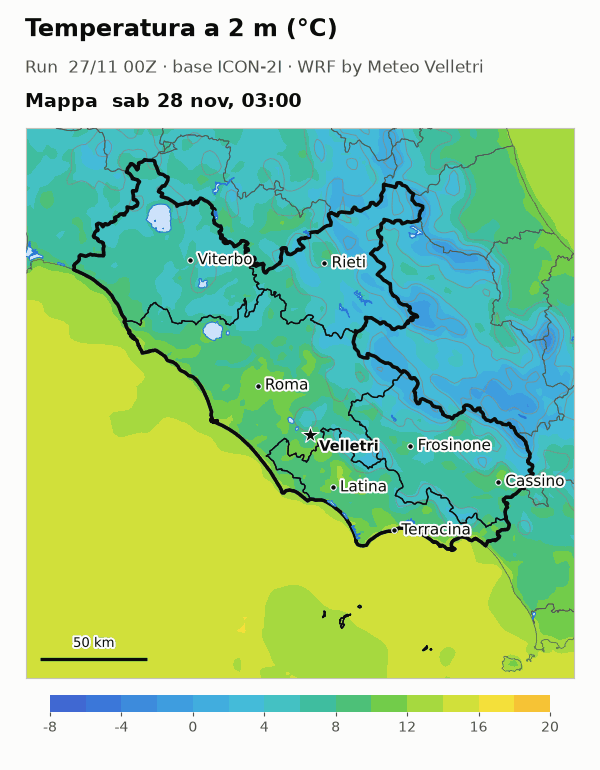 Temperatura a 2 m (°C)
Run  27/11 00Z · base ICON-2I · WRF by Meteo Velletri
Mappa  sab 28 nov, 03:00
Viterbo
Rieti
Roma
Velletri
Frosinone
Latina
Cassino
Terracina
50 km
-8 -4 0 4 8 12 16 20